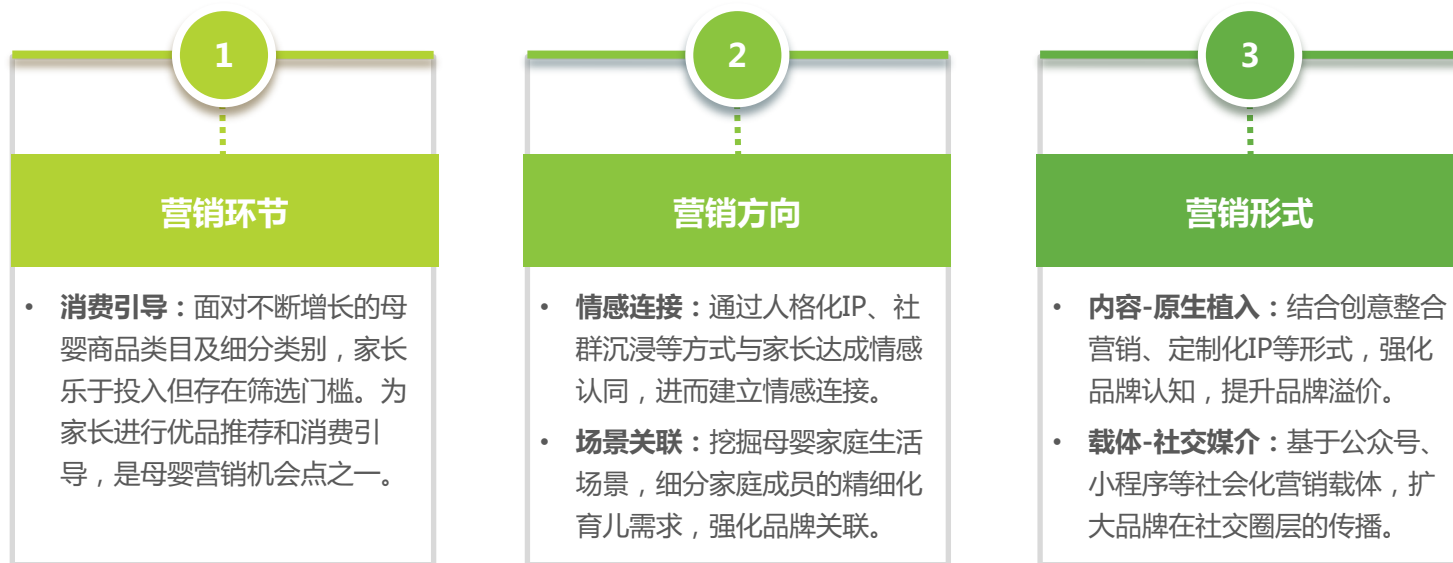 1
营销环节
• 消费引导：面对不断增长的母
婴商品类目及细分类别，家长
乐于投入但存在筛选门槛。为
家长进行优品推荐和消费引
导，是母婴营销机会点之一。
2
营销方向
• 情感连接：通过人格化IP、社
群沉浸等方式与家长达成情感
认同，进而建立情感连接。
• 场景关联：挖掘母婴家庭生活
场景，细分家庭成员的精细化
育儿需求，强化品牌关联。
3
营销形式
• 内容-原生植入：结合创意整合
营销、定制化IP等形式，强化
品牌认知，提升品牌溢价。
• 载体-社交媒介：基于公众号、
小程序等社会化营销载体，扩
大品牌在社交圈层的传播。